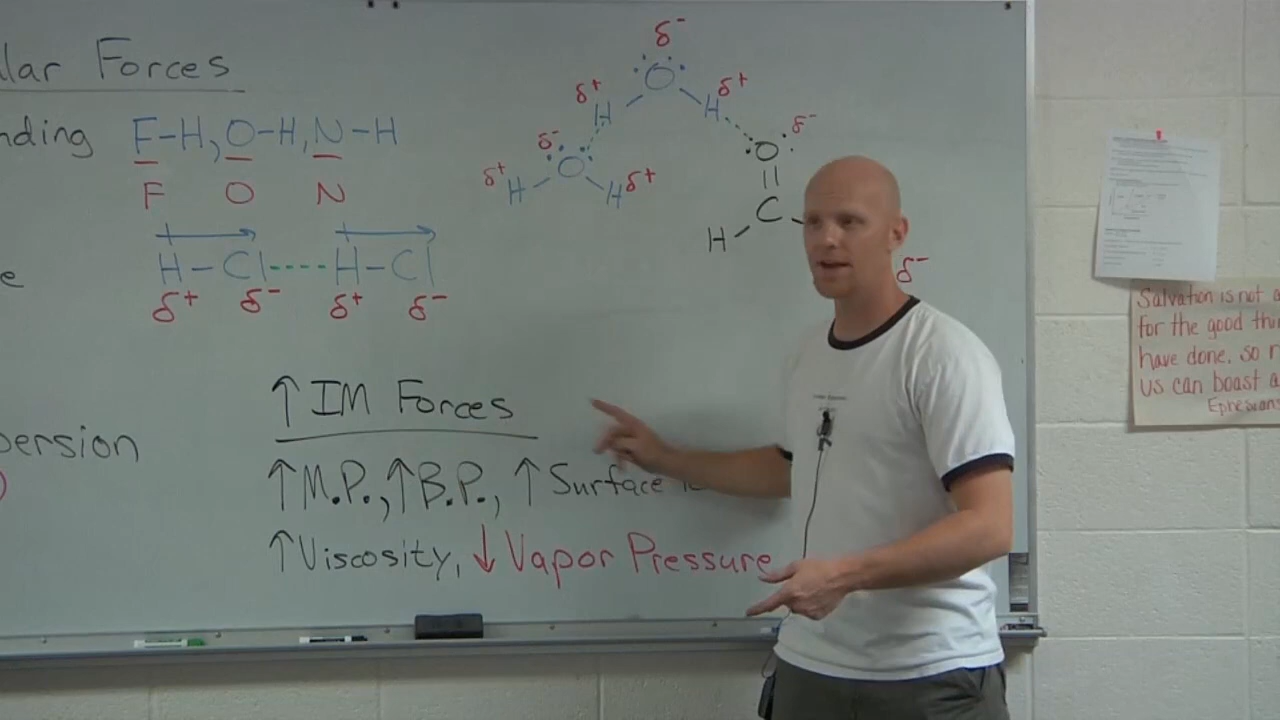 lar Forces
nding F-H, O-H, N-H
F O N
H-Cl----H-Cl
δ+ δ- δ+ δ-
e
persion
)
↑ IM Forces
↑M.P., ↑B.P., ↑ Surface
↑Viscosity, ↓ Vapor Pressure
δ-
δ+ O δ+
H H
δ- O δ-
δ+ O
H H δ+
C
H
δ-
Salvation is not a
for the good thi
have done, so n
us can boast a
Ephesians